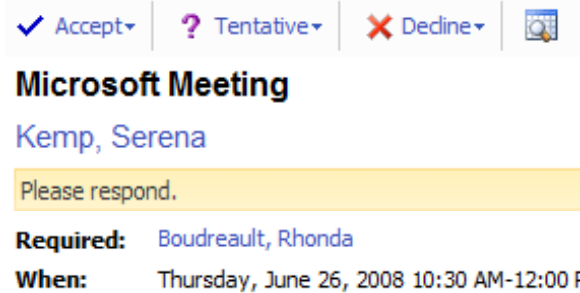 Accept Tentative Decline
Microsoft Meeting
Kemp, Serena
Please respond.
Required: Boudreault, Rhonda
When: Thursday, June 26, 2008 10:30 AM-12:00